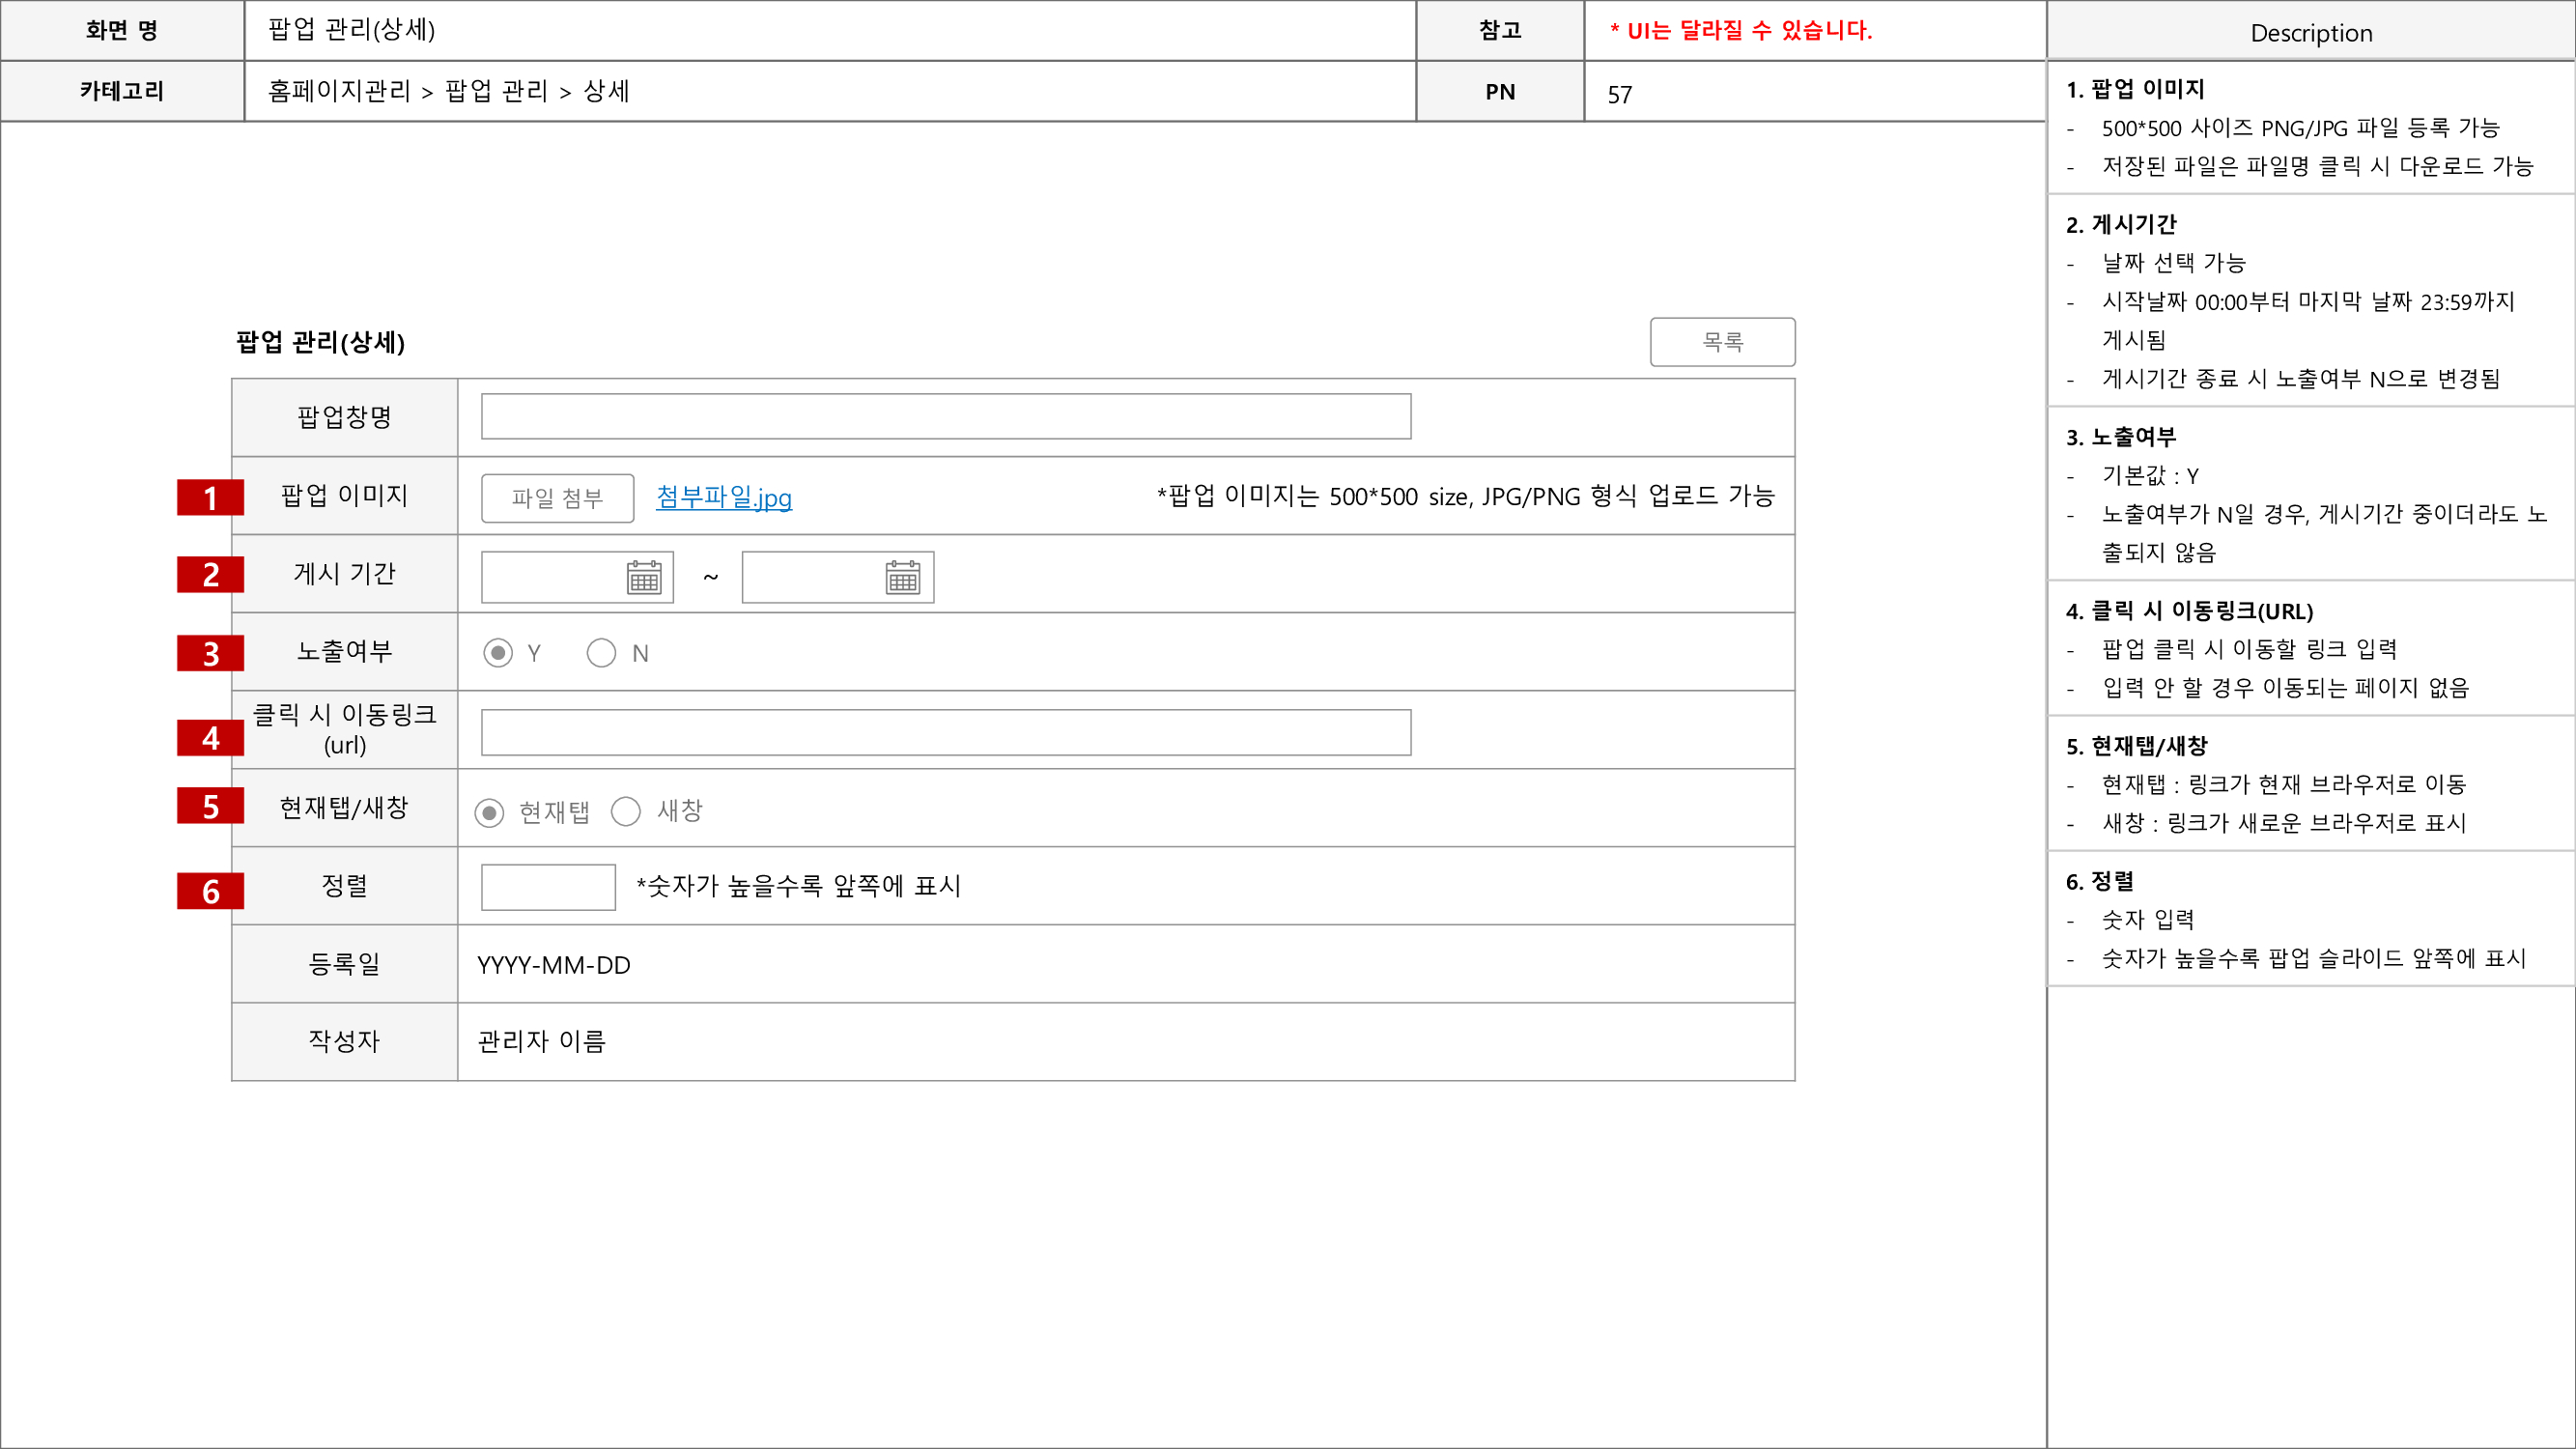 화면 명
팝업 관리(상세)
참고
* UI는 달라질 수 있습니다.
Description
카테고리
홈페이지관리 > 팝업 관리 > 상세
PN
57
팝업 관리(상세)
목록
팝업창명
1
팝업 이미지
파일 첨부
첨부파일.jpg
*팝업 이미지는 500*500 size, JPG/PNG 형식 업로드 가능
2
게시 기간
~
3
노출여부
Y
N
4
클릭 시 이동링크
(url)
5
현재탭/새창
현재탭
새창
6
정렬
*숫자가 높을수록 앞쪽에 표시
등록일
YYYY-MM-DD
작성자
관리자 이름
1. 팝업 이미지
- 500*500 사이즈 PNG/JPG 파일 등록 가능
- 저장된 파일은 파일명 클릭 시 다운로드 가능
2. 게시기간
- 날짜 선택 가능
- 시작날짜 00:00부터 마지막 날짜 23:59까지
게시됨
- 게시기간 종료 시 노출여부 N으로 변경됨
3. 노출여부
- 기본값 : Y
- 노출여부가 N일 경우, 게시기간 중이더라도 노
출되지 않음
4. 클릭 시 이동링크(URL)
- 팝업 클릭 시 이동할 링크 입력
- 입력 안 할 경우 이동되는 페이지 없음
5. 현재탭/새창
- 현재탭 : 링크가 현재 브라우저로 이동
- 새창 : 링크가 새로운 브라우저로 표시
6. 정렬
- 숫자 입력
- 숫자가 높을수록 팝업 슬라이드 앞쪽에 표시